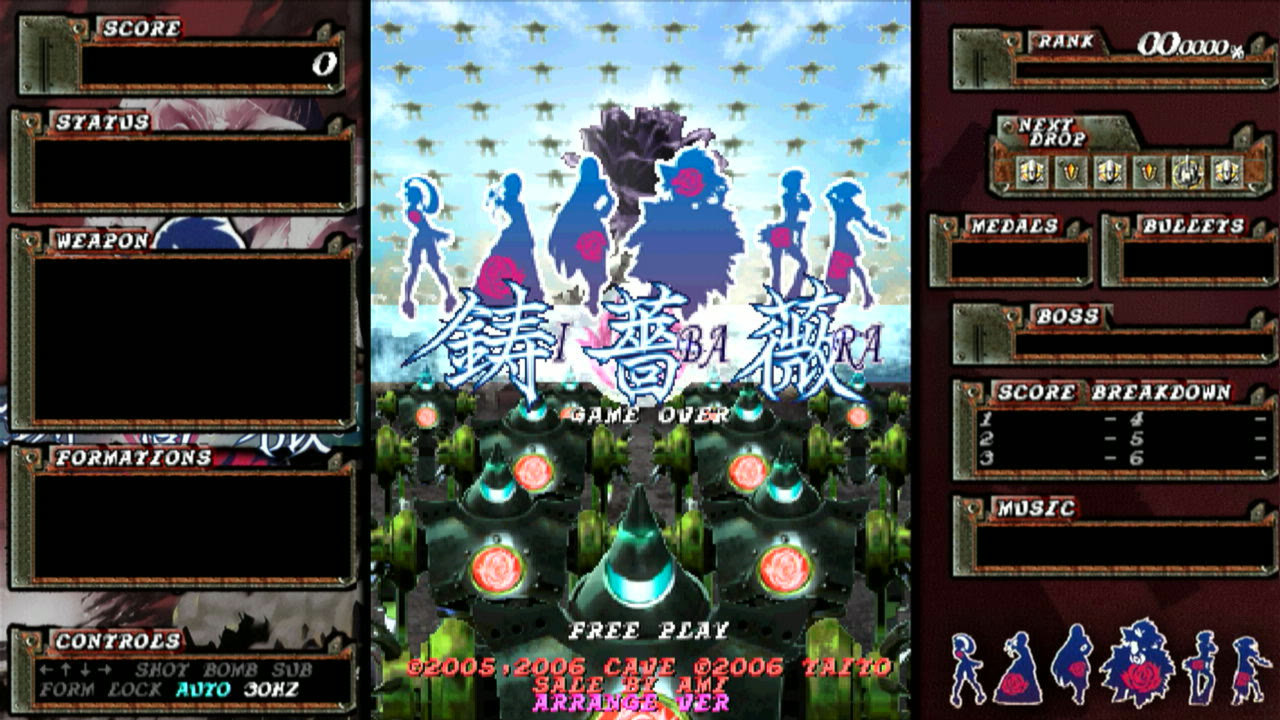 SCORE
0
STATUS
WEAPON
FORMATIONS
CONTROLS
←↑↓→ SHOT BOMB SUB
FORM LOCK AUTO 30HZ
鋳薔薇
I BA RA
GAME OVER
FREE PLAY
©2005,2006 CAVE ©2006 TAITO
SALE BY AMI
ARRANGE VER
RANK 00.0000%
NEXT
DROP
MEDALS BULLETS
BOSS
SCORE BREAKDOWN
1 - 4 -
2 - 5 -
3 - 6 -
MUSIC